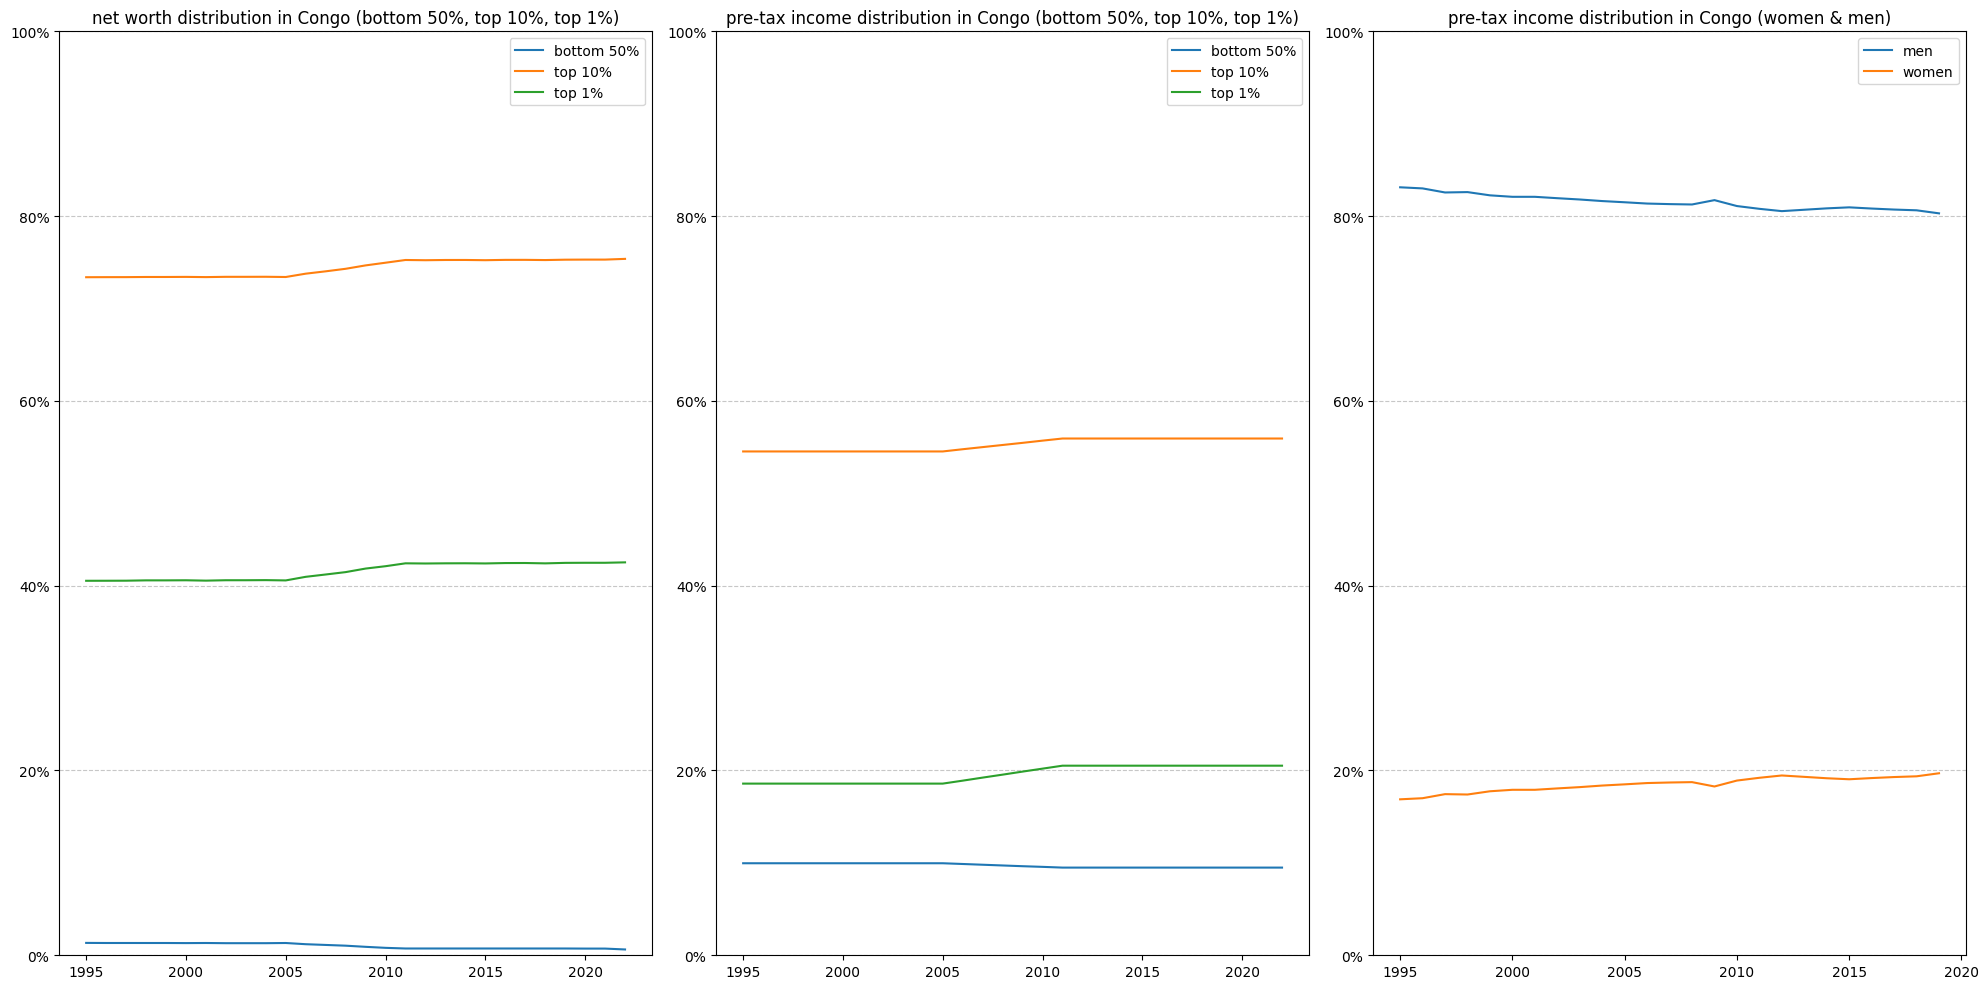 net worth distribution in Congo (bottom 50%, top 10%, top 1%)
100%
80%
60%
40%
20%
0%
1995 2000 2005 2010 2015 2020
bottom 50%
top 10%
top 1%
pre-tax income distribution in Congo (bottom 50%, top 10%, top 1%)
100%
80%
60%
40%
20%
0%
1995 2000 2005 2010 2015 2020
bottom 50%
top 10%
top 1%
pre-tax income distribution in Congo (women & men)
100%
80%
60%
40%
20%
0%
1995 2000 2005 2010 2015 2020
men
women